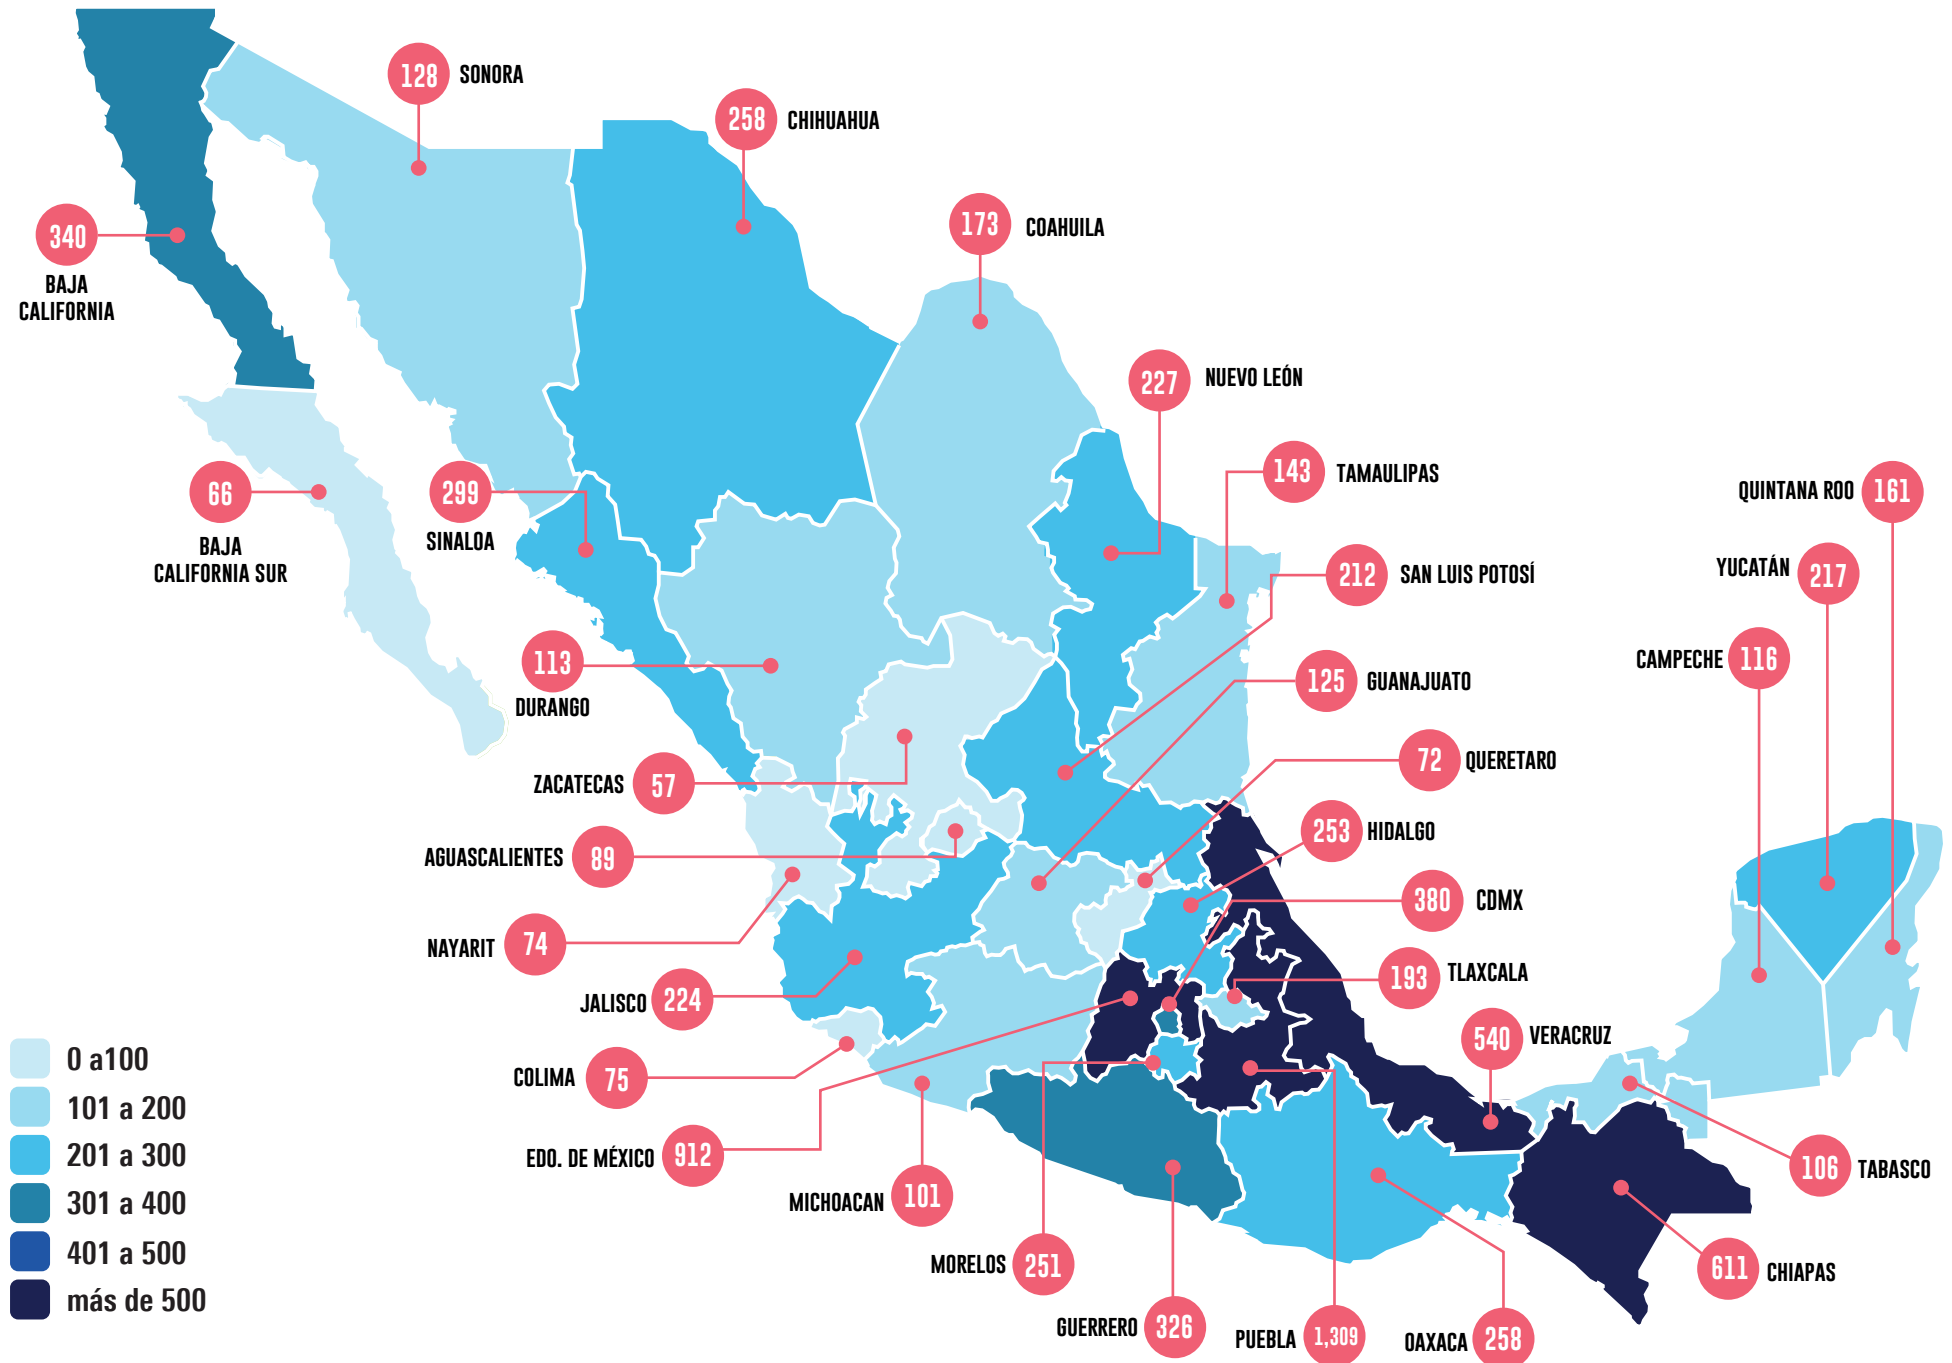 128 SONORA
258 CHIHUAHUA
340
BAJA
CALIFORNIA
173 COAHUILA
227 NUEVO LEÓN
143 TAMAULIPAS
66
BAJA
CALIFORNIA SUR
299
SINALOA
QUINTANA ROO 161
YUCATÁN 217
212 SAN LUIS POTOSÍ
CAMPECHE 116
113
DURANGO
125 GUANAJUATO
ZACATECAS 57
72 QUERETARO
AGUASCALIENTES 89
253 HIDALGO
380 CDMX
NAYARIT 74
193 TLAXCALA
JALISCO 224
540 VERACRUZ
COLIMA 75
EDO. DE MÉXICO 912
MICHOACAN 101
106 TABASCO
MORELOS 251
611 CHIAPAS
GUERRERO 326
PUEBLA 1,309
OAXACA 258
0 a100
101 a 200
201 a 300
301 a 400
401 a 500
más de 500